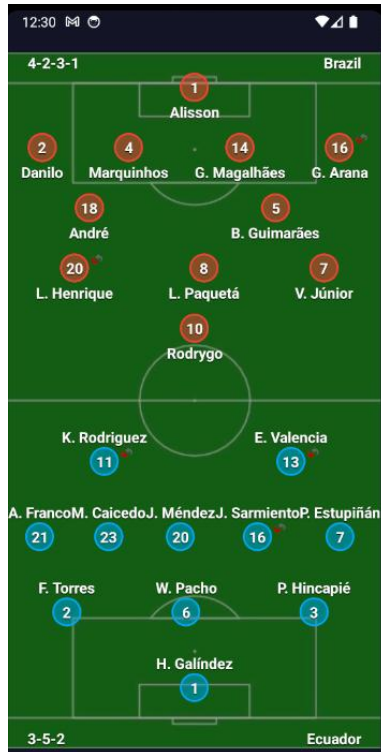 12:30
4-2-3-1 Brazil
1
Alisson
2 4 14 16
Danilo Marquinhos G. Magalhães G. Arana
18 5
André B. Guimarães
20 8 7
L. Henrique L. Paquetá V. Júnior
10
Rodrygo
K. Rodriguez E. Valencia
11 13
A. Franco M. Caicedo J. Méndez J. Sarmiento P. Estupiñán
21 23 20 16 7
F. Torres W. Pacho P. Hincapié
2 6 3
H. Galíndez
1
3-5-2 Ecuador